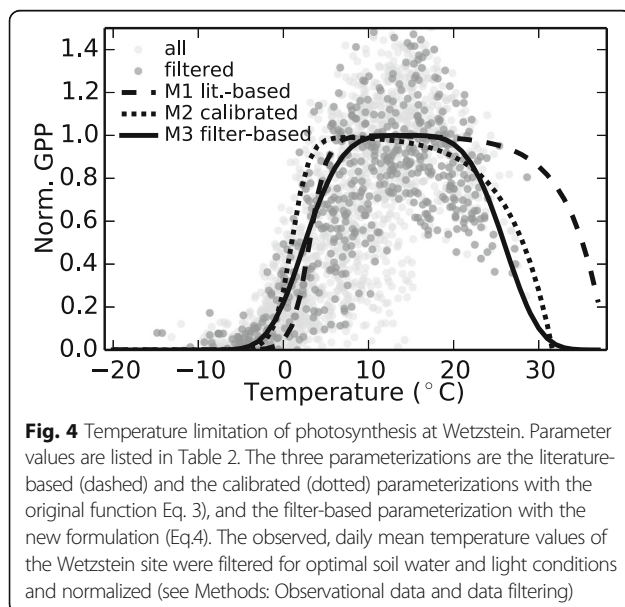 1.4
1.2
1.0
0.8
0.6
0.4
0.2
0.0
Norm. GPP
all
filtered
M1 lit.-based
M2 calibrated
M3 filter-based
−20 −10 0 10 20 30
Temperature (°C)
Fig. 4 Temperature limitation of photosynthesis at Wetzstein. Parameter
values are listed in Table 2. The three parameterizations are the literature-
based (dashed) and the calibrated (dotted) parameterizations with the
original function Eq. 3), and the filter-based parameterization with the
new formulation (Eq.4). The observed, daily mean temperature values of
the Wetzstein site were filtered for optimal soil water and light conditions
and normalized (see Methods: Observational data and data filtering)